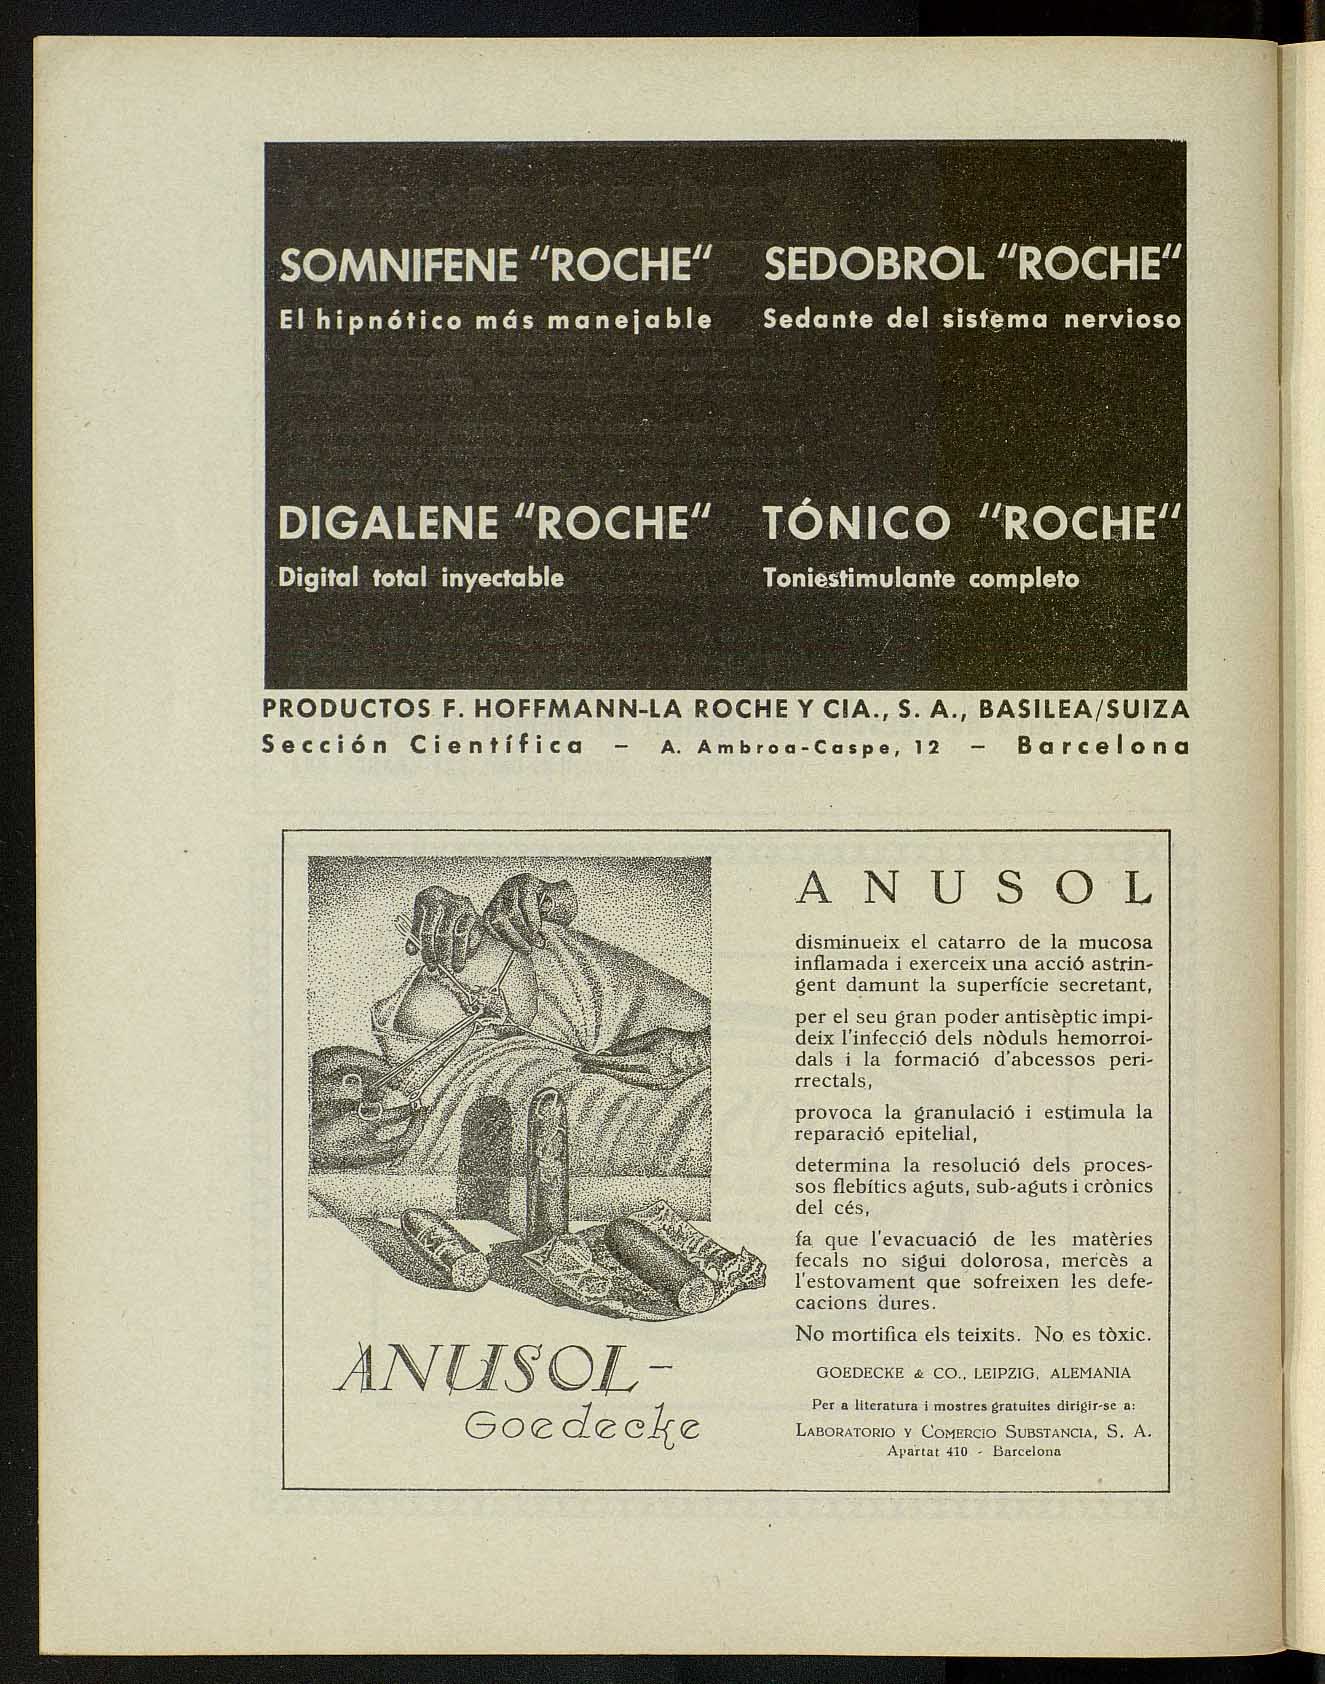 SOMNIFENE "ROCHE"
El hipnótico más manejable
SEDOBROL "ROCHE"
Sedante del sistema nervioso
DIGALENE "ROCHE"
Digital total inyectable
TÓNICO "ROCHE"
Toniestimulante completo
PRODUCTOS F. HOFFMANN-LA ROCHE Y CIA., S. A., BASILEA/SUIZA
Sección Científica - A. Ambroa-Caspe, 12 - Barcelona
ANUSOL
disminueix el catarro de la mucosa
inflamada i exerceix una acció astrin-
gent damunt la superfície secretant,
per el seu gran poder antisèptic impi-
deix l'infecció dels nòduls hemorroi-
dals i la formació d'abcessos peri-
rrectals,
provoca la granulació i estimula la
reparació epitelial,
determina la resolució dels proces-
sos flebítics aguts, sub-aguts i crònics
del cés,
fa que l'evacuació de les matèries
fecals no sigui dolorosa, mercès a
l'estovament que sofreixen les defe-
cacions dures.
No mortifica els teixits. No es tòxic.
GOEDECKE & CO., LEIPZIG, ALEMANIA
Per a literatura i mostres gratuites dirigir-se a:
LABORATORIO Y COMERCIO SUBSTANCIA, S. A.
Apartat 410 - Barcelona
ANUSOL-
Goedecke